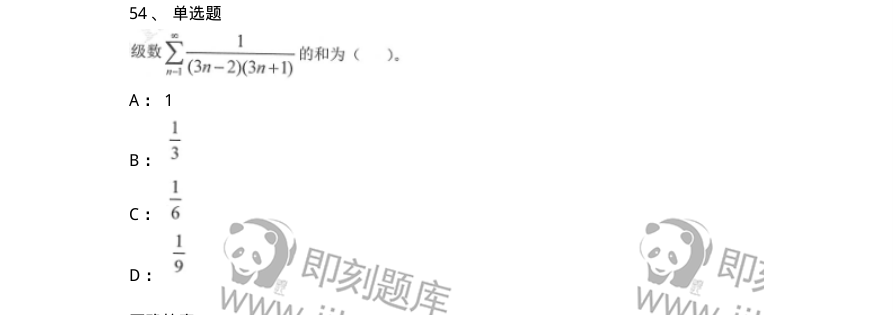 54 、 单选题
级数 ∑_{n=1}^{∞} 1/((3n-2)(3n+1)) 的和为（ ）。
A： 1
B： 1/3
C： 1/6
D： 1/9
即刻题库 即刻